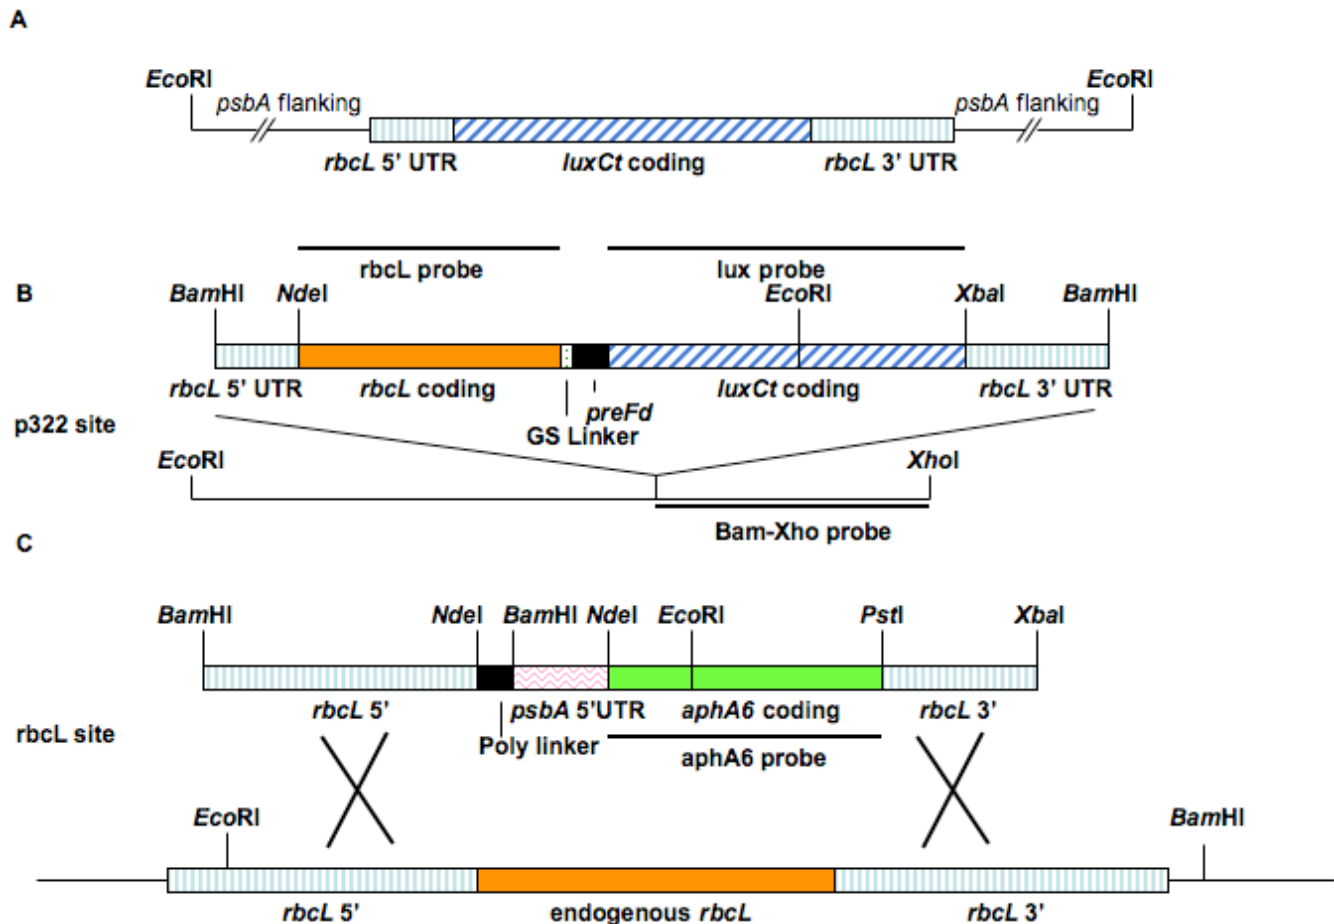 A
EcoRI
EcoRI
psbA flanking
psbA flanking
rbcL 5' UTR
luxCt coding
rbcL 3' UTR
rbcL probe
lux probe
B
BamHI
NdeI
EcoRI
XbaI
BamHI
rbcL 5' UTR
rbcL coding
luxCt coding
rbcL 3' UTR
preFd
GS Linker
p322 site
EcoRI
XhoI
Bam-Xho probe
C
BamHI
NdeI
BamHI
NdeI
EcoRI
PstI
XbaI
rbcL 5'
psbA 5'UTR
aphA6 coding
rbcL 3'
rbcL site
Poly linker
aphA6 probe
EcoRI
BamHI
rbcL 5'
endogenous rbcL
rbcL 3'